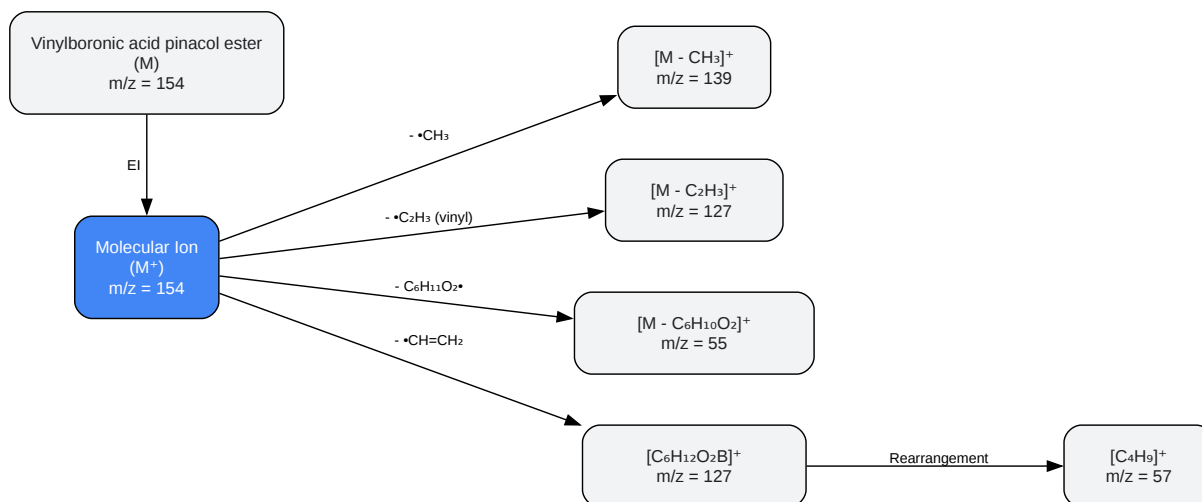 Vinylboronic acid pinacol ester
(M)
m/z = 154
EI
Molecular Ion
(M⁺)
m/z = 154
- •CH₃
[M - CH₃]⁺
m/z = 139
- •C₂H₃ (vinyl)
[M - C₂H₃]⁺
m/z = 127
- C₆H₁₁O₂•
[M - C₆H₁₀O₂]⁺
m/z = 55
- •CH=CH₂
[C₆H₁₂O₂B]⁺
m/z = 127
Rearrangement
[C₄H₉]⁺
m/z = 57